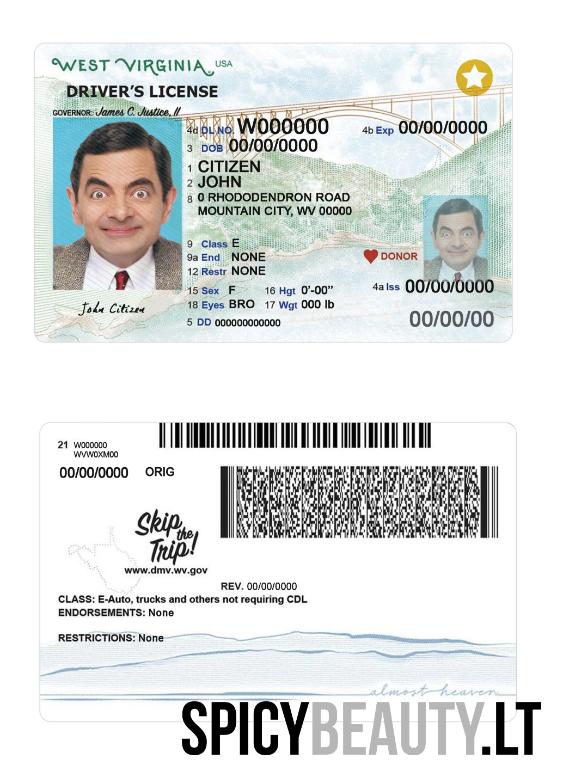 WEST VIRGINIA USA
DRIVER'S LICENSE
GOVERNOR: James C. Justice, II
4d DL NO. W000000 4b Exp 00/00/0000
3 DOB 00/00/0000
1 CITIZEN
2 JOHN
8 0 RHODODENDRON ROAD
MOUNTAIN CITY, WV 00000
9 Class E
9a End NONE
DONOR
12 Restr NONE
15 Sex F 16 Hgt 0'-00" 4a Iss 00/00/0000
18 Eyes BRO 17 Wgt 000 lb
John Citizen
5 DD 000000000000 00/00/00
21 W000000
WVW0XM00
00/00/0000 ORIG
Skip
the
Trip!
www.dmv.wv.gov
REV. 00/00/0000
CLASS: E-Auto, trucks and others not requiring CDL
ENDORSEMENTS: None
RESTRICTIONS: None
almost heaven
SPICYBEAUTY.LT